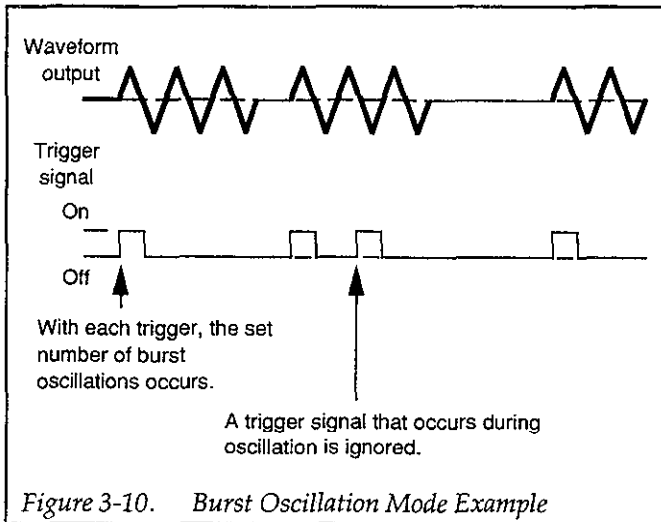 Waveform
output
Trigger
signal
On
Off
With each trigger, the set
number of burst
oscillations occurs.
A trigger signal that occurs during
oscillation is ignored.
Figure 3-10. Burst Oscillation Mode Example